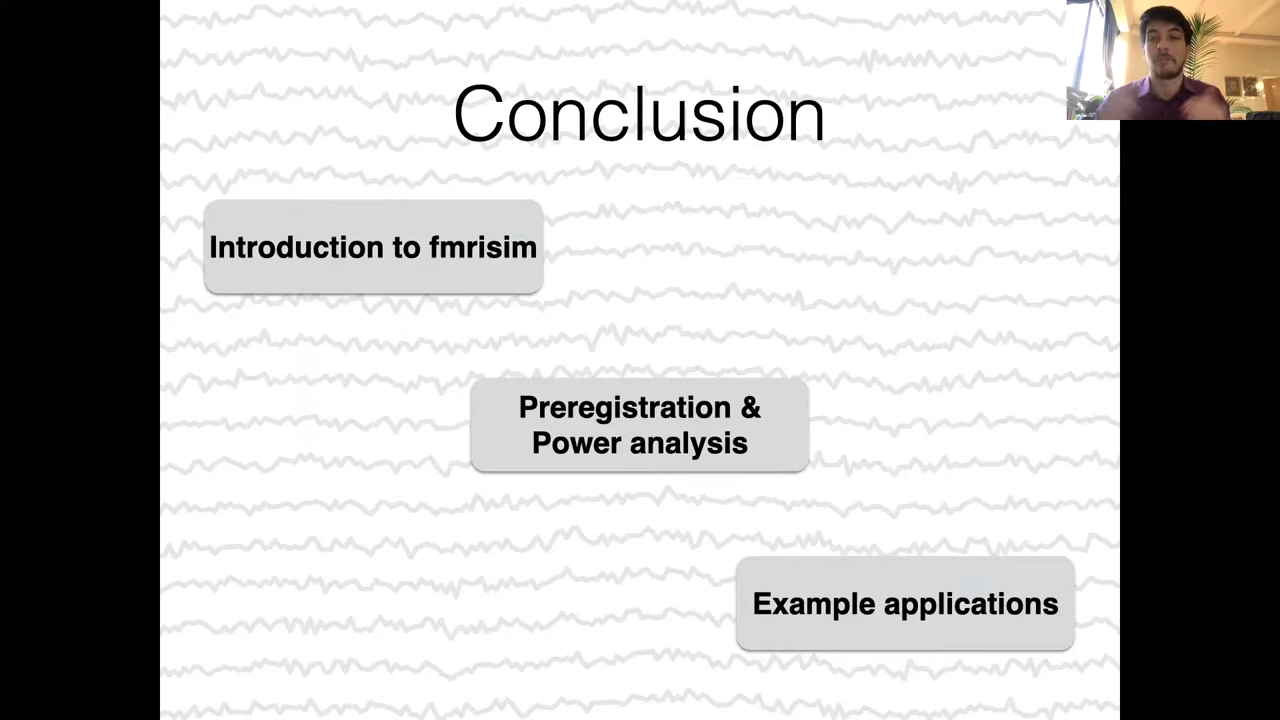 Conclusion
Introduction to fmrisim
Preregistration &
Power analysis
Example applications